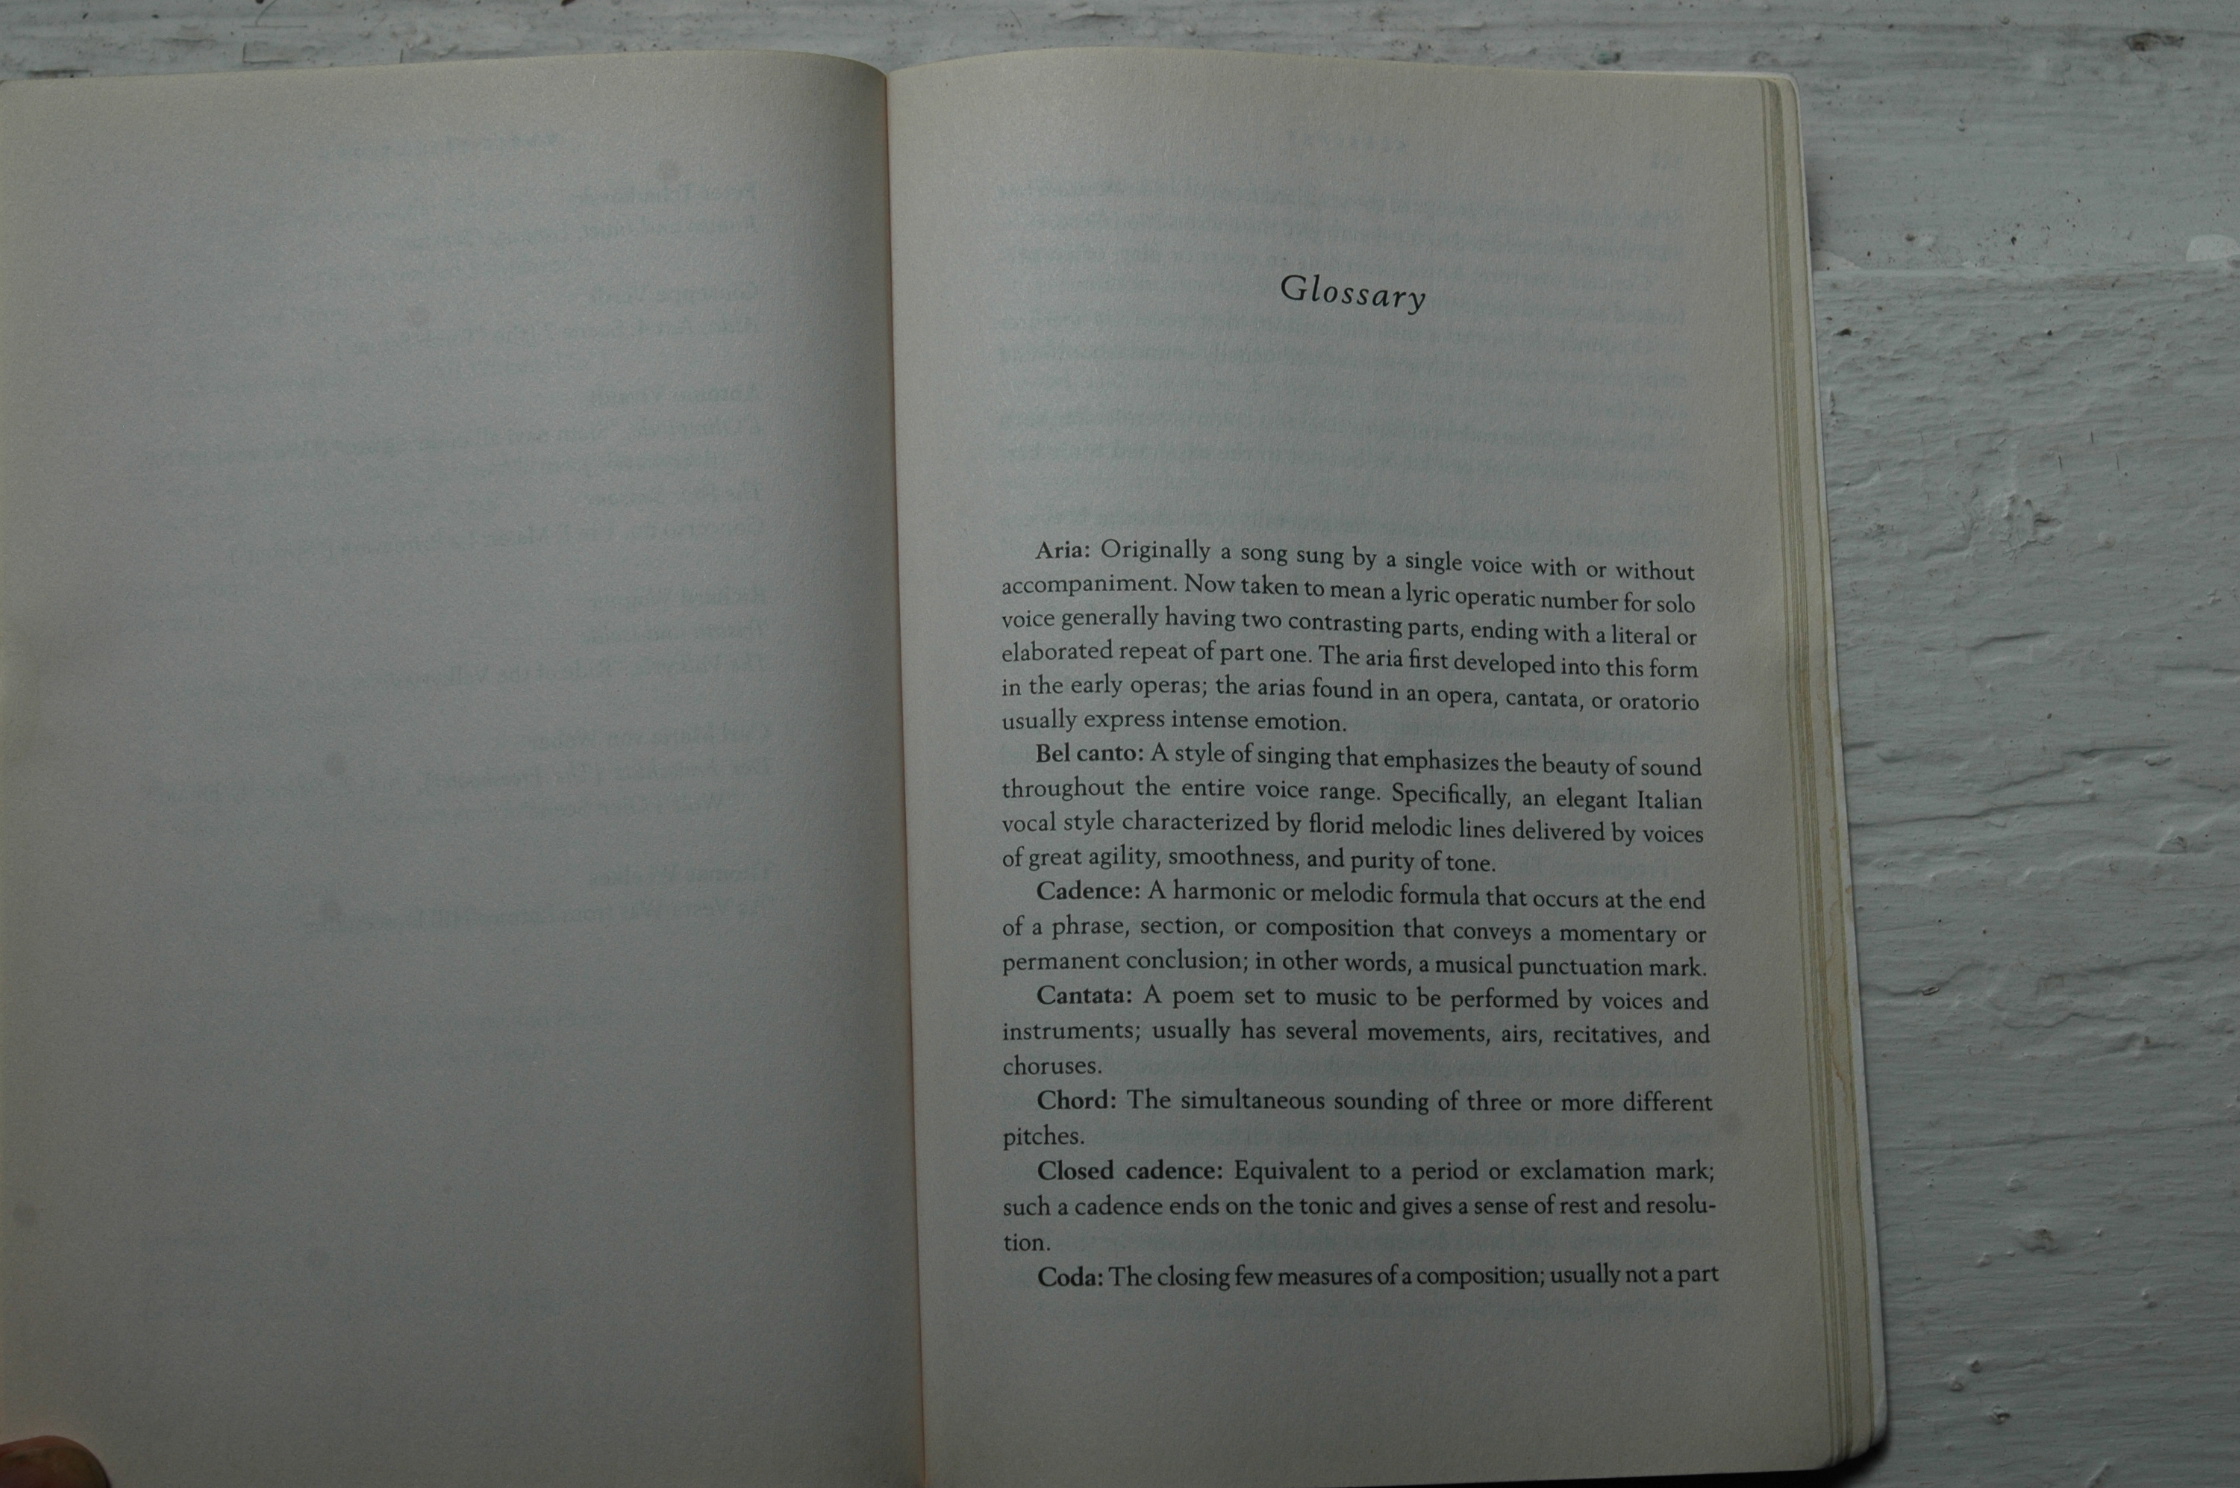 Glossary
Aria: Originally a song sung by a single voice with or without
accompaniment. Now taken to mean a lyric operatic number for solo
voice generally having two contrasting parts, ending with a literal or
elaborated repeat of part one. The aria first developed into this form
in the early operas; the arias found in an opera, cantata, or oratorio
usually express intense emotion.
Bel canto: A style of singing that emphasizes the beauty of sound
throughout the entire voice range. Specifically, an elegant Italian
vocal style characterized by florid melodic lines delivered by voices
of great agility, smoothness, and purity of tone.
Cadence: A harmonic or melodic formula that occurs at the end
of a phrase, section, or composition that conveys a momentary or
permanent conclusion; in other words, a musical punctuation mark.
Cantata: A poem set to music to be performed by voices and
instruments; usually has several movements, airs, recitatives, and
choruses.
Chord: The simultaneous sounding of three or more different
pitches.
Closed cadence: Equivalent to a period or exclamation mark;
such a cadence ends on the tonic and gives a sense of rest and resolu-
tion.
Coda: The closing few measures of a composition; usually not a part